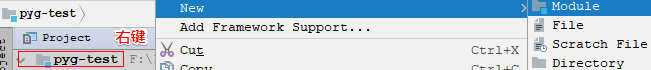 pyg-test
Project
右键
pyg-test F:\
New
Add Framework Support...
Cut Ctrl+X
Copy Ctrl+C
Module
File
Scratch File
Directory